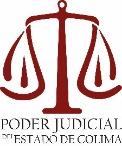 PODER JUDICIAL
DEL ESTADO DE COLIMA